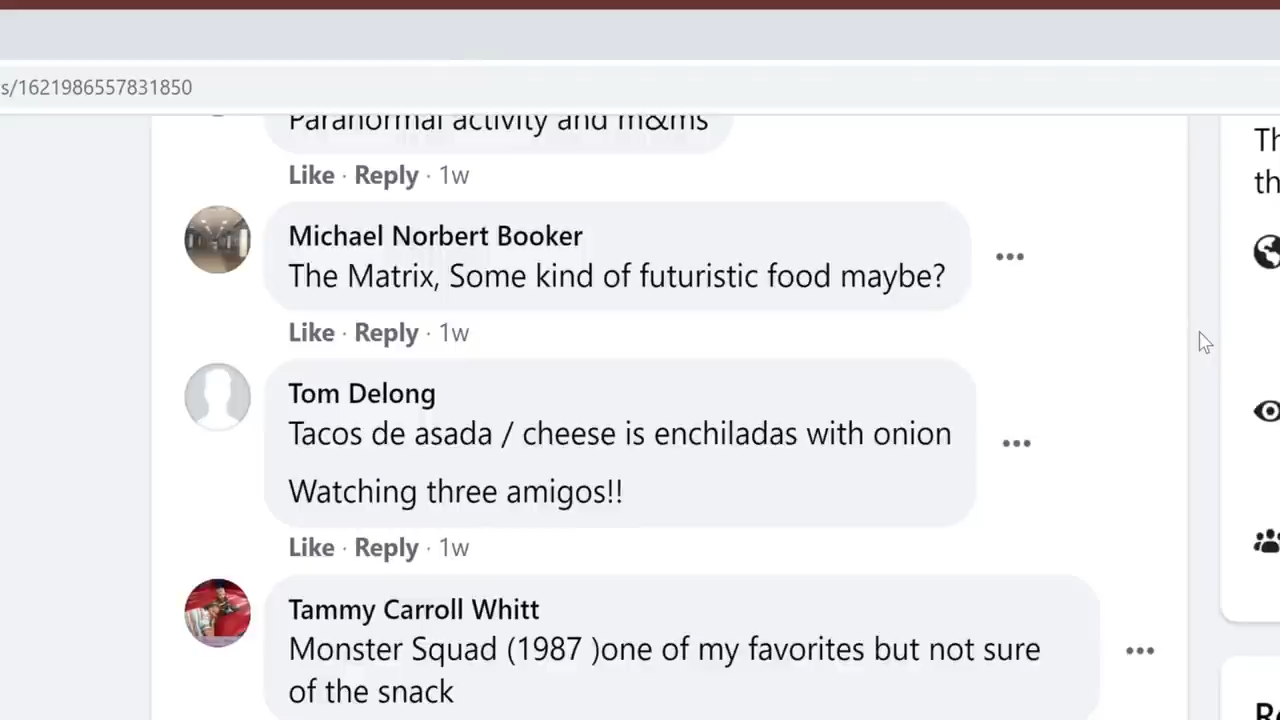 s/1621986557831850
Paranormal activity and m&ms
Like · Reply · 1w
Michael Norbert Booker
The Matrix, Some kind of futuristic food maybe?
Like · Reply · 1w
Tom Delong
Tacos de asada / cheese is enchiladas with onion
Watching three amigos!!
Like · Reply · 1w
Tammy Carroll Whitt
Monster Squad (1987 )one of my favorites but not sure
of the snack
Th
th